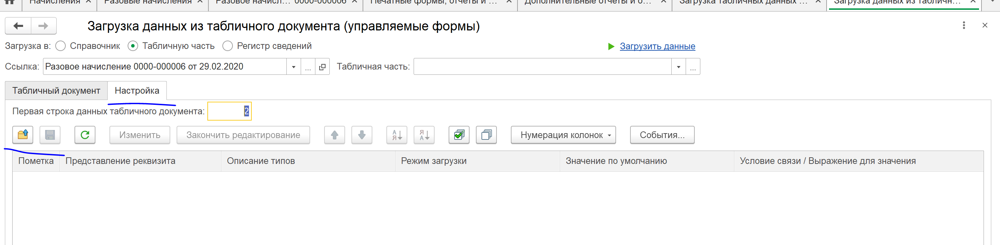 Начисления × Разовые начисления × Разовое начисл... 0000-000006 × Печатные формы, отчеты и ... × Дополнительные отчеты и о... × Загрузка табличных данных ... × Загрузка данных из табличн... ×
Загрузка данных из табличного документа (управляемые формы)
Загрузка в: Справочник Табличную часть Регистр сведений Загрузить данные
Ссылка: Разовое начисление 0000-000006 от 29.02.2020 ... Табличная часть: ...
Табличный документ Настройка
Первая строка данных табличного документа: 2
Изменить Закончить редактирование А Я Я А Нумерация колонок События...
Пометка Представление реквизита Описание типов Режим загрузки Значение по умолчанию Условие связи / Выражение для значения